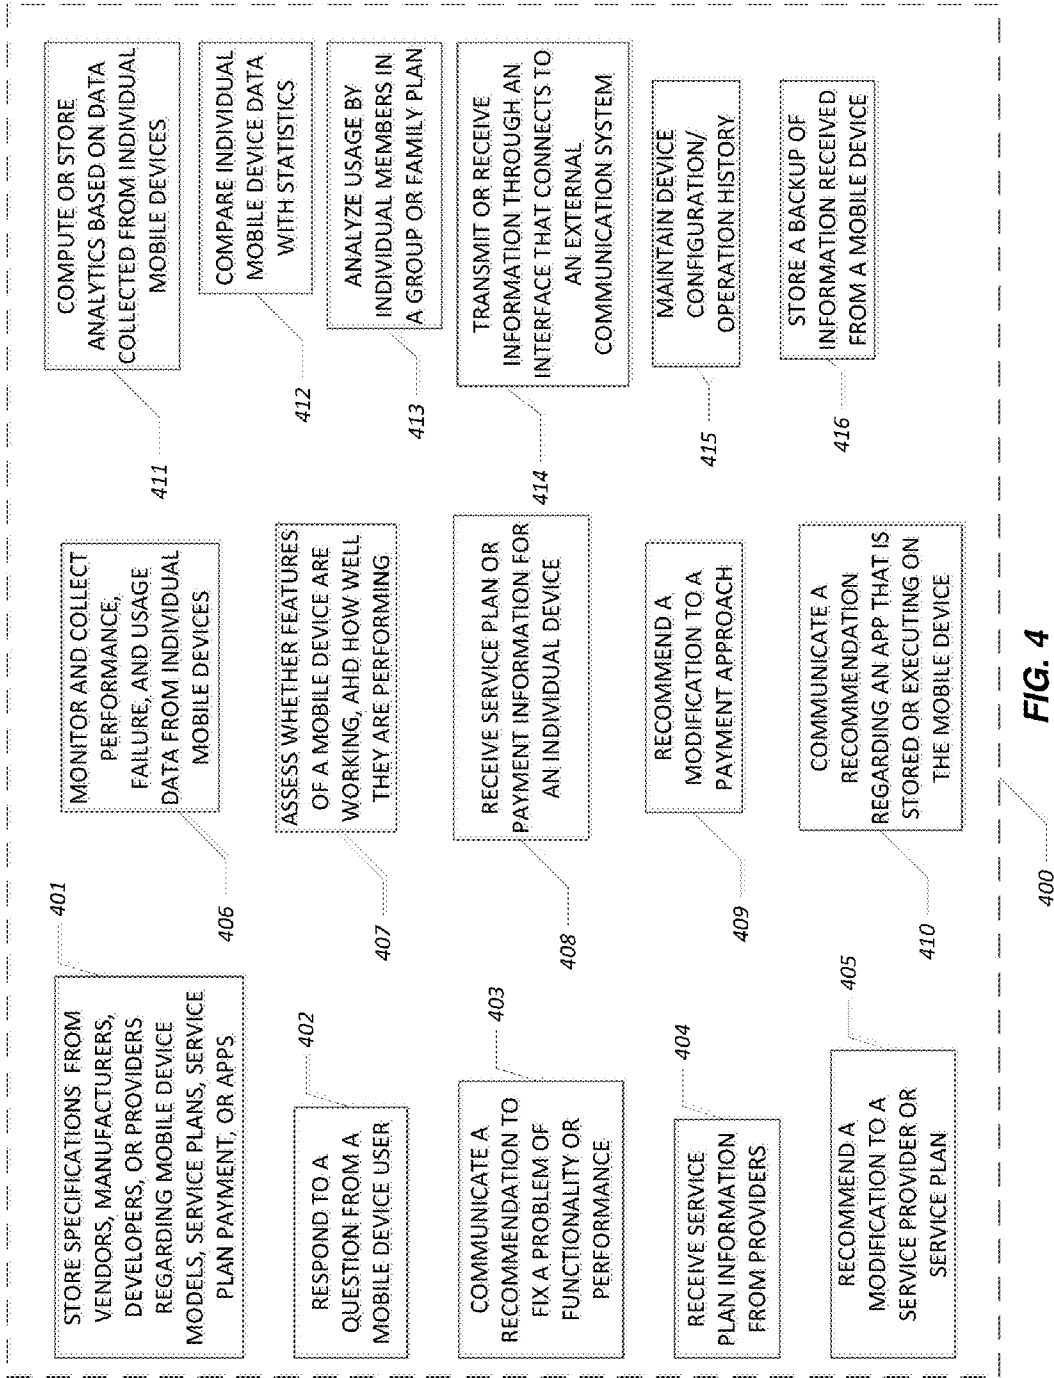 STORE SPECIFICATIONS FROM
VENDORS, MANUFACTURERS,
DEVELOPERS, OR PROVIDERS
REGARDING MOBILE DEVICE
MODELS, SERVICE PLANS, SERVICE
PLAN PAYMENT, OR APPS
401
RESPOND TO A
QUESTION FROM A
MOBILE DEVICE USER
402
COMMUNICATE A
RECOMMENDATION TO
FIX A PROBLEM OF
FUNCTIONALITY OR
PERFORMANCE
403
RECEIVE SERVICE
PLAN INFORMATION
FROM PROVIDERS
404
RECOMMEND A
MODIFICATION TO A
SERVICE PROVIDER OR
SERVICE PLAN
405
MONITOR AND COLLECT
PERFORMANCE,
FAILURE, AND USAGE
DATA FROM INDIVIDUAL
MOBILE DEVICES
406
ASSESS WHETHER FEATURES
OF A MOBILE DEVICE ARE
WORKING, AHD HOW WELL
THEY ARE PERFORMING
407
RECEIVE SERVICE PLAN OR
PAYMENT INFORMATION FOR
AN INDIVIDUAL DEVICE
408
RECOMMEND A
MODIFICATION TO A
PAYMENT APPROACH
409
COMMUNICATE A
RECOMMENDATION
REGARDING AN APP THAT IS
STORED OR EXECUTING ON
THE MOBILE DEVICE
410
COMPUTE OR STORE
ANALYTICS BASED ON DATA
COLLECTED FROM INDIVIDUAL
MOBILE DEVICES
411
COMPARE INDIVIDUAL
MOBILE DEVICE DATA
WITH STATISTICS
412
ANALYZE USAGE BY
INDIVIDUAL MEMBERS IN
A GROUP OR FAMILY PLAN
413
TRANSMIT OR RECEIVE
INFORMATION THROUGH AN
INTERFACE THAT CONNECTS TO
AN EXTERNAL
COMMUNICATION SYSTEM
414
MAINTAIN DEVICE
CONFIGURATION/
OPERATION HISTORY
415
STORE A BACKUP OF
INFORMATION RECEIVED
FROM A MOBILE DEVICE
416
400
FIG. 4